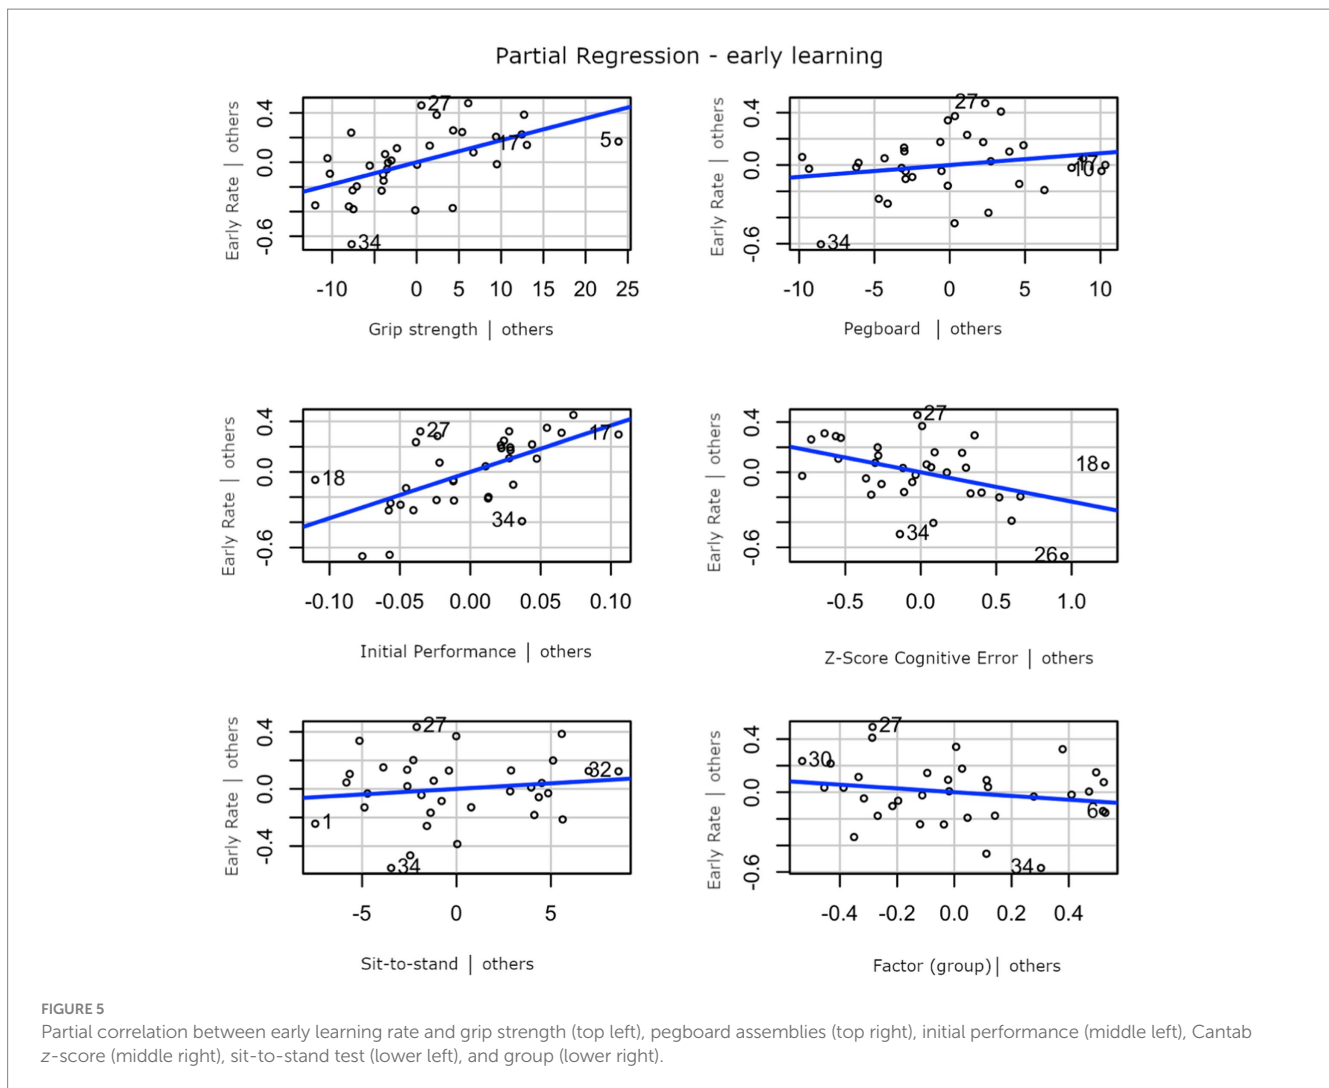 Partial Regression - early learning
Early Rate | others
0.4
0.0
-0.6
27
17
5
34
-10 0 5 10 15 20 25
Grip strength | others
Early Rate | others
0.4
0.0
-0.6
27
10
34
-10 -5 0 5 10
Pegboard | others
Early Rate | others
0.4
0.0
-0.6
27
17
18
34
-0.10 -0.05 0.00 0.05 0.10
Initial Performance | others
Early Rate | others
0.4
0.0
-0.6
27
18
34
26
-0.5 0.0 0.5 1.0
Z-Score Cognitive Error | others
Early Rate | others
0.4
0.0
-0.4
27
32
1
34
-5 0 5
Sit-to-stand | others
Early Rate | others
0.4
0.0
-0.6
27
30
6
34
-0.4 -0.2 0.0 0.2 0.4
Factor (group)| others
FIGURE 5
Partial correlation between early learning rate and grip strength (top left), pegboard assemblies (top right), initial performance (middle left), Cantab
z-score (middle right), sit-to-stand test (lower left), and group (lower right).